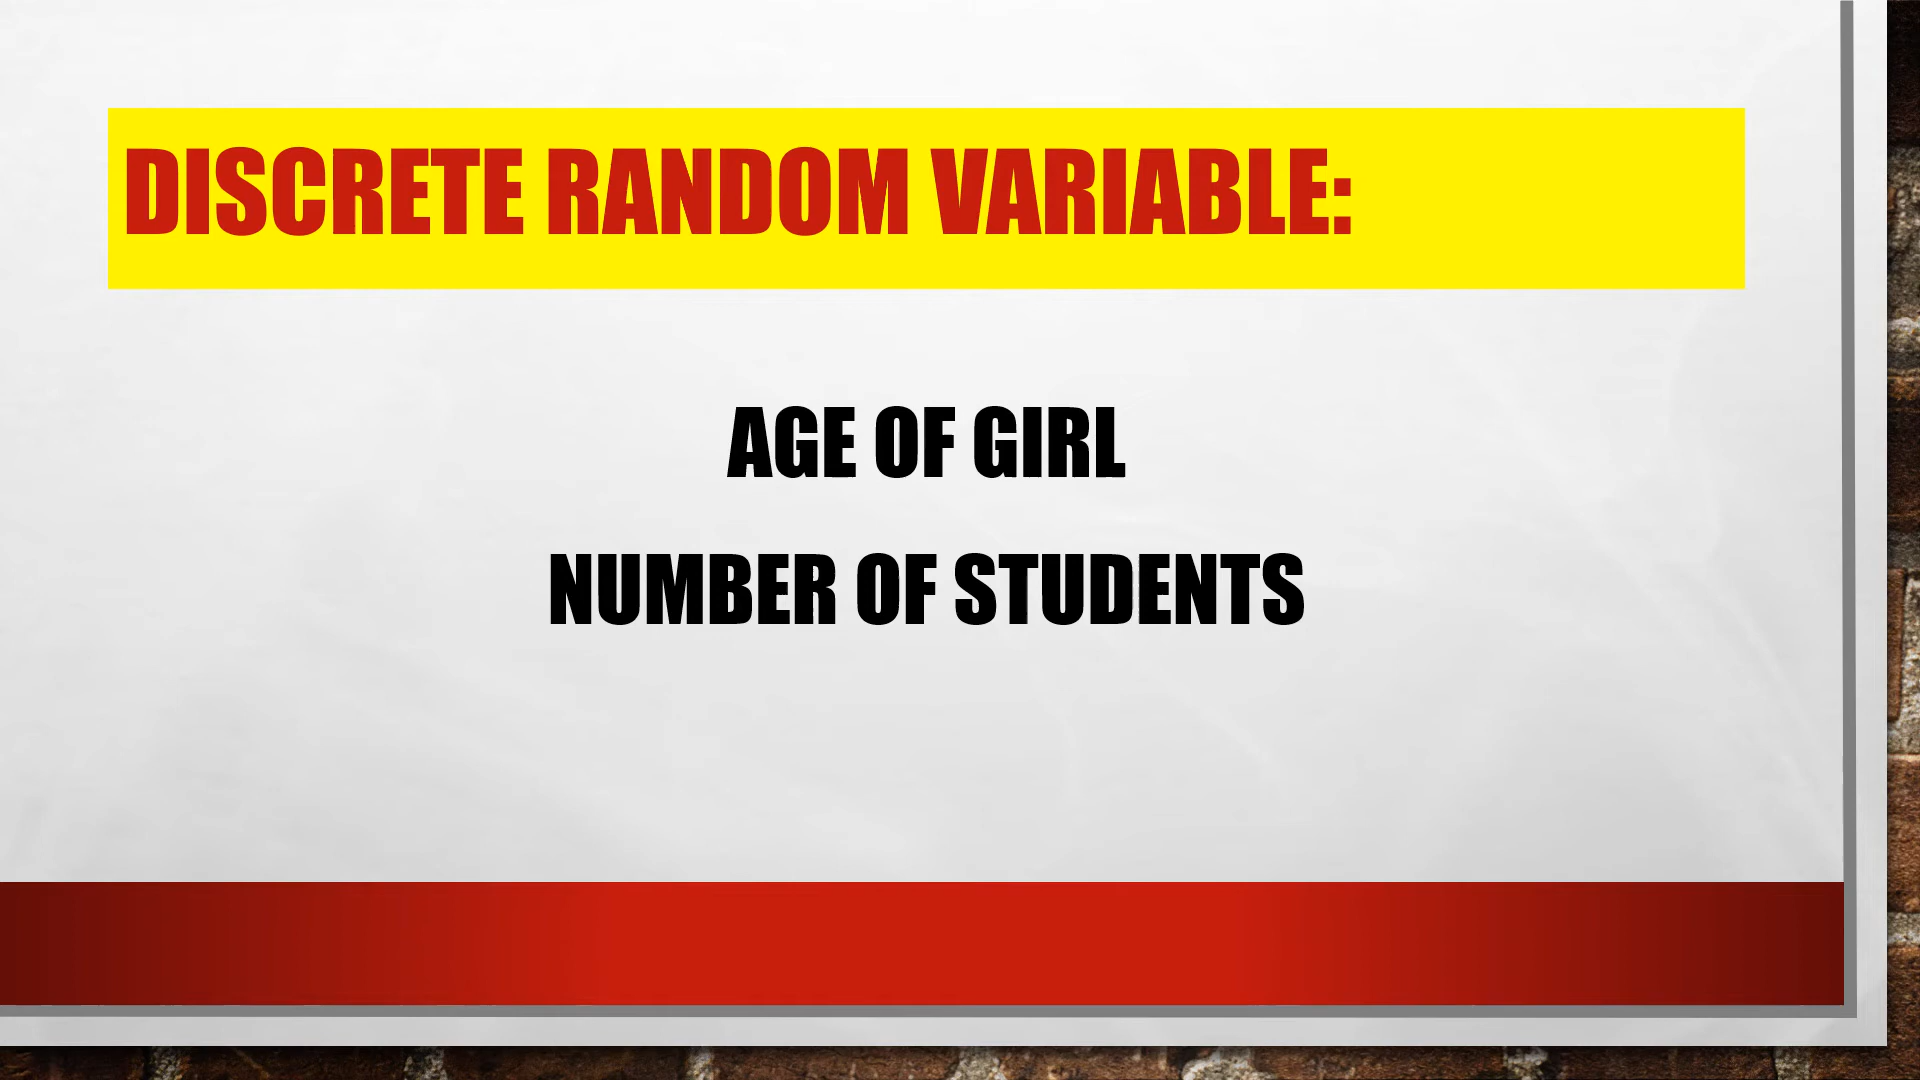 DISCRETE RANDOM VARIABLE:
AGE OF GIRL
NUMBER OF STUDENTS